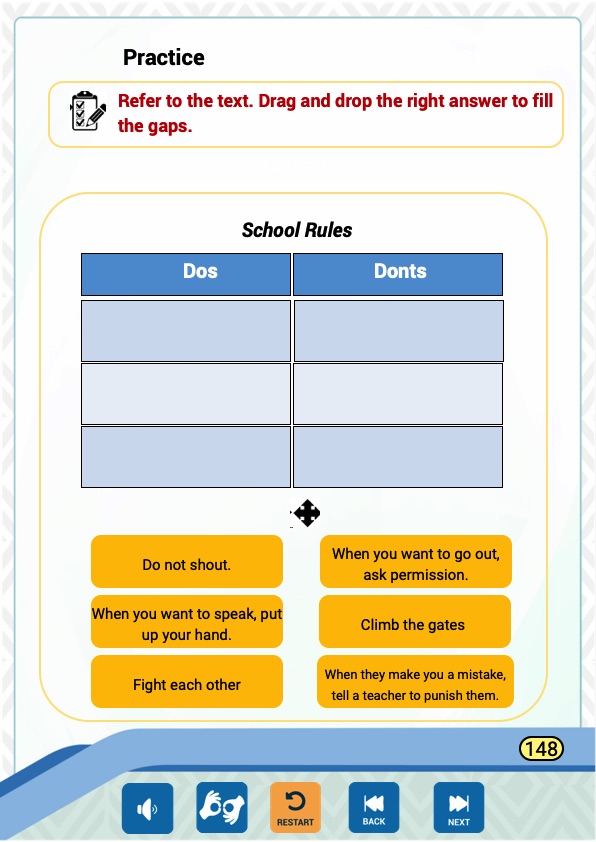 Practice
Refer to the text. Drag and drop the right answer to fill
the gaps.
School Rules
Dos
Donts
Do not shout.
When you want to go out,
ask permission.
When you want to speak, put
up your hand.
Climb the gates
Fight each other
When they make you a mistake,
tell a teacher to punish them.
148
RESTART
BACK
NEXT